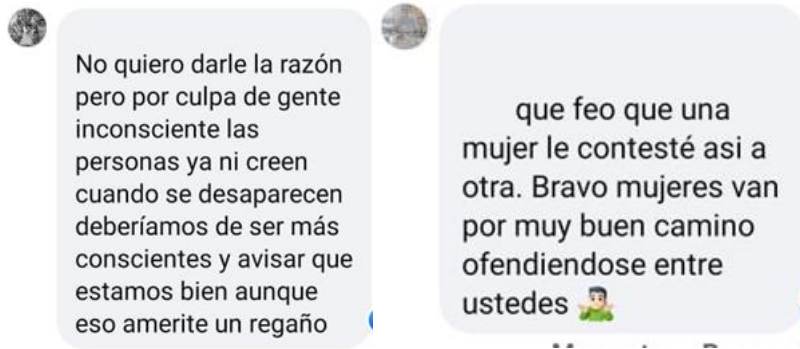 No quiero darle la razón
pero por culpa de gente
inconsciente las
personas ya ni creen
cuando se desaparecen
deberíamos de ser más
conscientes y avisar que
estamos bien aunque
eso amerite un regaño
que feo que una
mujer le contesté asi a
otra. Bravo mujeres van
por muy buen camino
ofendiendose entre
ustedes 🤷🏻‍♂️